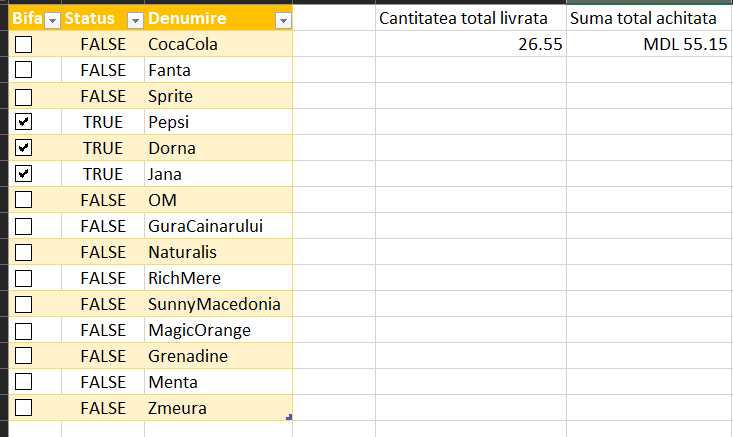 Bifa Status Denumire Cantitatea total livrata Suma total achitata
FALSE CocaCola 26.55 MDL 55.15
FALSE Fanta
FALSE Sprite
TRUE Pepsi
TRUE Dorna
TRUE Jana
FALSE OM
FALSE GuraCainarului
FALSE Naturalis
FALSE RichMere
FALSE SunnyMacedonia
FALSE MagicOrange
FALSE Grenadine
FALSE Menta
FALSE Zmeura